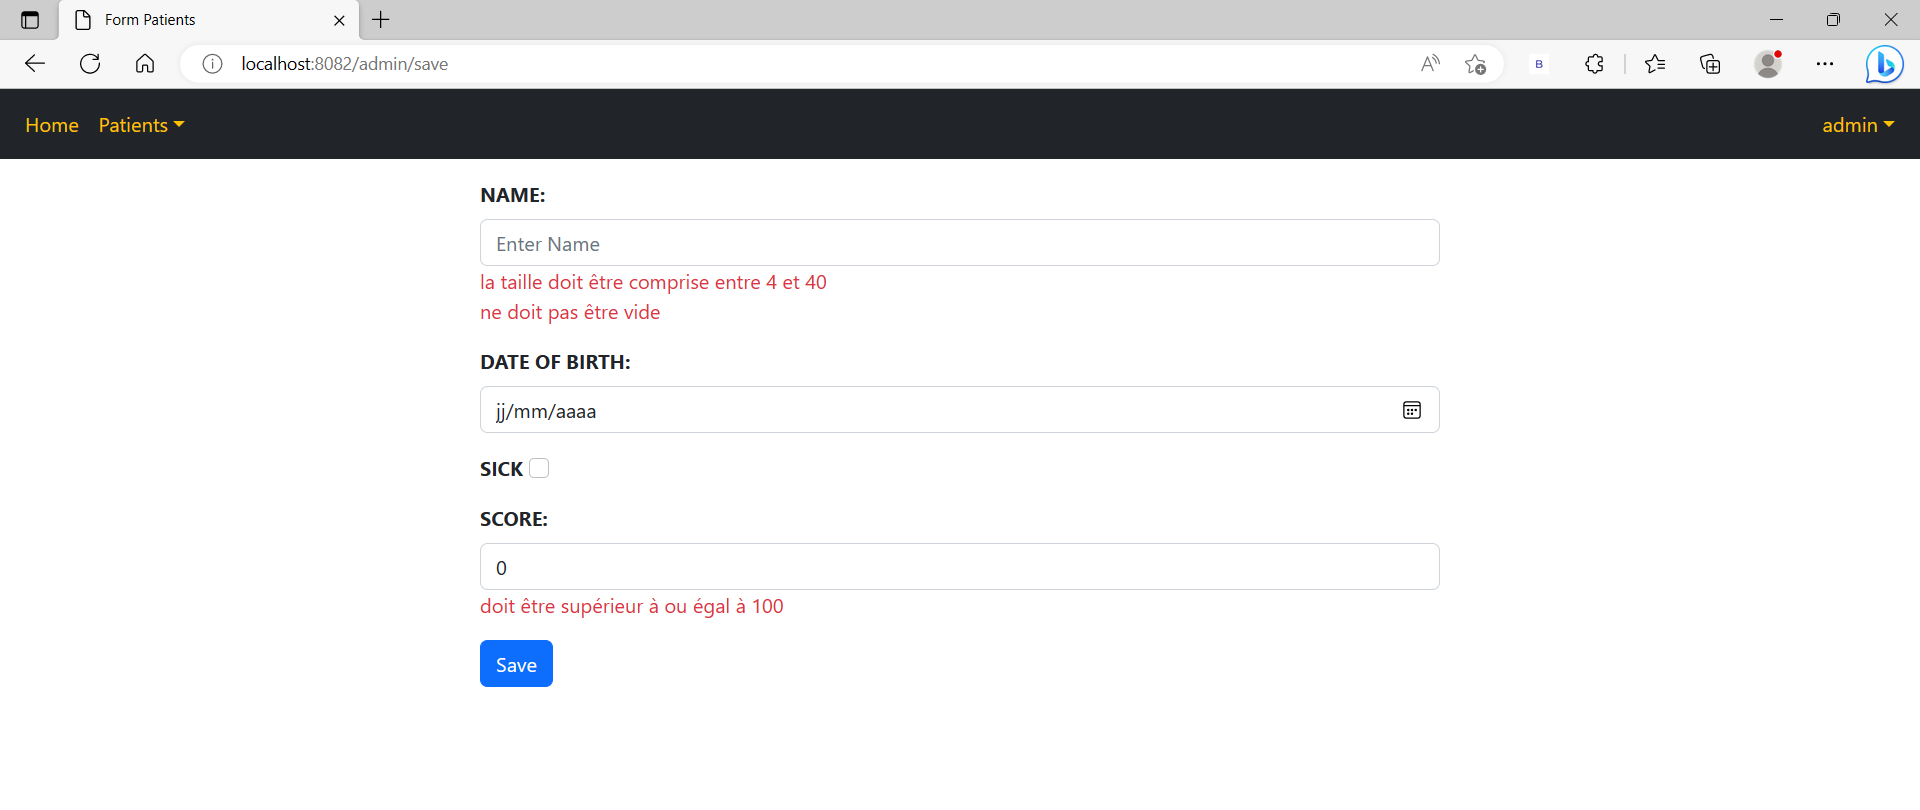 Form Patients
localhost:8082/admin/save
B
Home Patients admin
NAME:
Enter Name
la taille doit être comprise entre 4 et 40
ne doit pas être vide
DATE OF BIRTH:
jj/mm/aaaa
SICK
SCORE:
0
doit être supérieur à ou égal à 100
Save